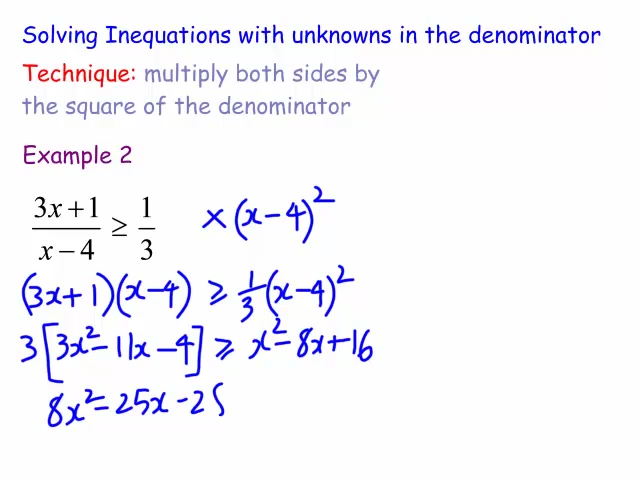 Solving Inequations with unknowns in the denominator
Technique: multiply both sides by
the square of the denominator
Example 2
(3x + 1)/(x − 4) ≥ 1/3 × (x − 4)²
(3x + 1)(x − 4) ≥ 1/3 (x − 4)²
3[3x² − 11x − 4] ≥ x² − 8x + 16
8x² − 25x − 2